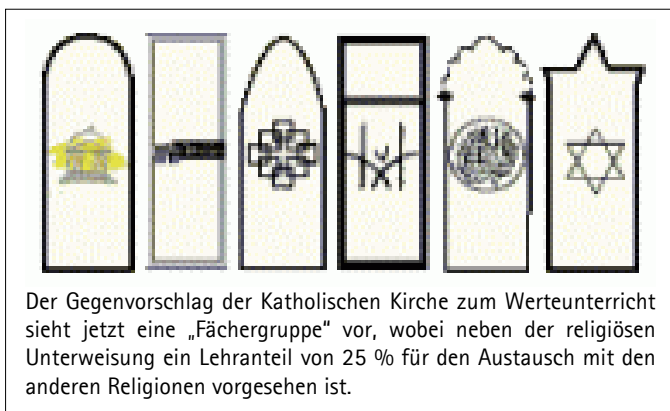 Der Gegenvorschlag der Katholischen Kirche zum Werteunterricht
sieht jetzt eine „Fächergruppe“ vor, wobei neben der religiösen
Unterweisung ein Lehranteil von 25 % für den Austausch mit den
anderen Religionen vorgesehen ist.